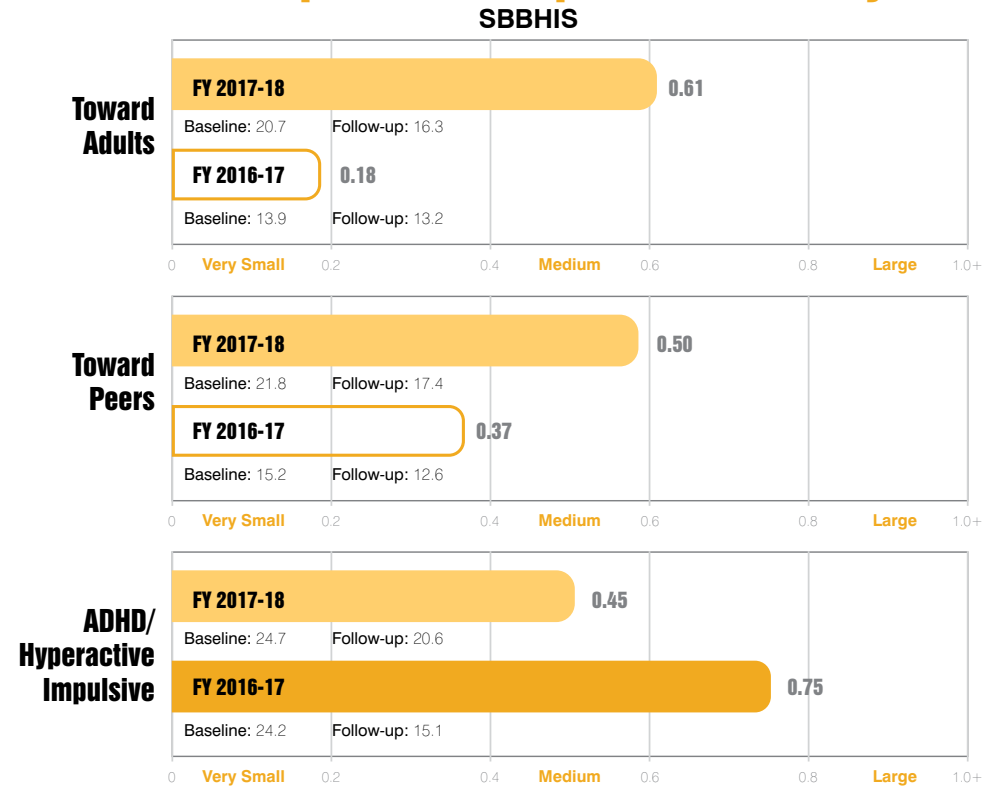 SBBHIS
Toward
Adults
FY 2017-18
0.61
Baseline: 20.7 Follow-up: 16.3
FY 2016-17
0.18
Baseline: 13.9 Follow-up: 13.2
0 Very Small 0.2 0.4 Medium 0.6 0.8 Large 1.0+
Toward
Peers
FY 2017-18
0.50
Baseline: 21.8 Follow-up: 17.4
FY 2016-17
0.37
Baseline: 15.2 Follow-up: 12.6
0 Very Small 0.2 0.4 Medium 0.6 0.8 Large 1.0+
ADHD/
Hyperactive
Impulsive
FY 2017-18
0.45
Baseline: 24.7 Follow-up: 20.6
FY 2016-17
0.75
Baseline: 24.2 Follow-up: 15.1
0 Very Small 0.2 0.4 Medium 0.6 0.8 Large 1.0+